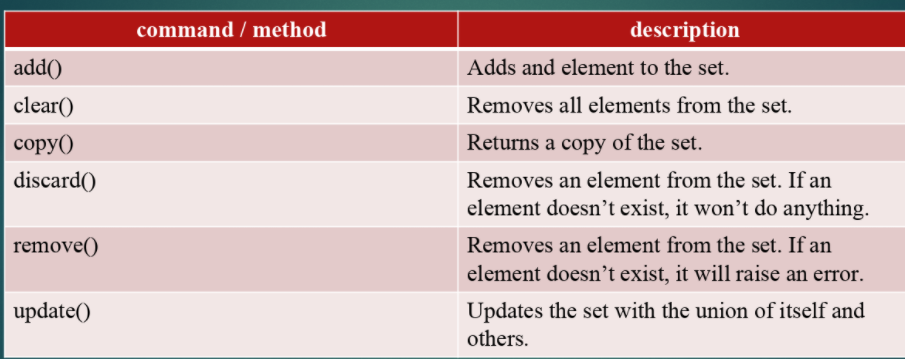 command / method description
add() Adds and element to the set.
clear() Removes all elements from the set.
copy() Returns a copy of the set.
discard() Removes an element from the set. If an
element doesn’t exist, it won’t do anything.
remove() Removes an element from the set. If an
element doesn’t exist, it will raise an error.
update() Updates the set with the union of itself and
others.